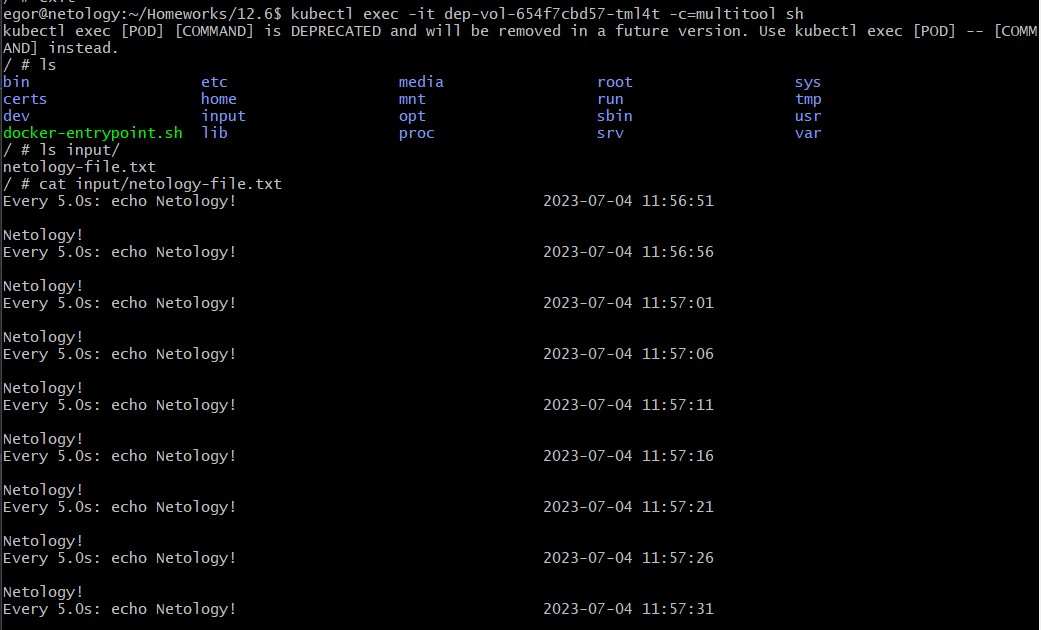 / # exit
egor@netology:~/Homeworks/12.6$ kubectl exec -it dep-vol-654f7cbd57-tml4t -c=multitool sh
kubectl exec [POD] [COMMAND] is DEPRECATED and will be removed in a future version. Use kubectl exec [POD] -- [COMM
AND] instead.
/ # ls
bin etc media root sys
certs home mnt run tmp
dev input opt sbin usr
docker-entrypoint.sh lib proc srv var
/ # ls input/
netology-file.txt
/ # cat input/netology-file.txt
Every 5.0s: echo Netology! 2023-07-04 11:56:51
Netology!
Every 5.0s: echo Netology! 2023-07-04 11:56:56
Netology!
Every 5.0s: echo Netology! 2023-07-04 11:57:01
Netology!
Every 5.0s: echo Netology! 2023-07-04 11:57:06
Netology!
Every 5.0s: echo Netology! 2023-07-04 11:57:11
Netology!
Every 5.0s: echo Netology! 2023-07-04 11:57:16
Netology!
Every 5.0s: echo Netology! 2023-07-04 11:57:21
Netology!
Every 5.0s: echo Netology! 2023-07-04 11:57:26
Netology!
Every 5.0s: echo Netology! 2023-07-04 11:57:31